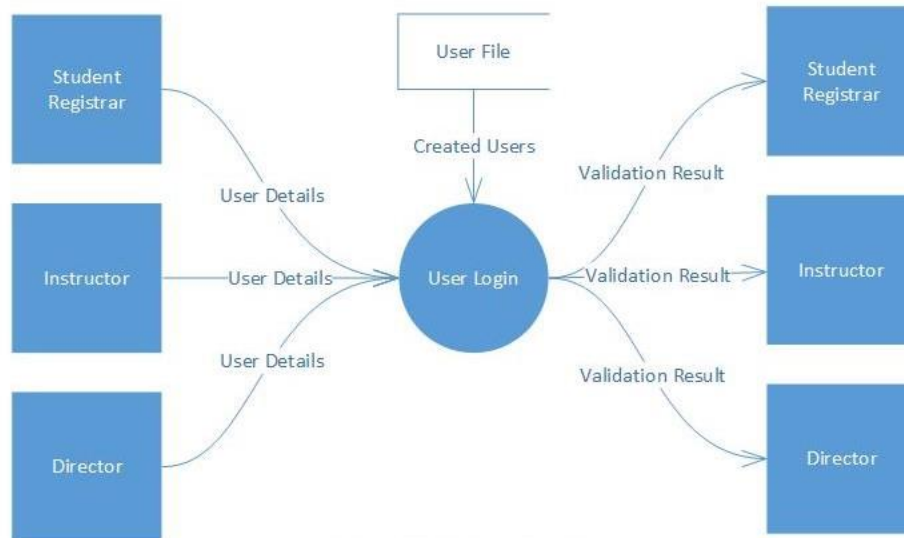 Student
Registrar
User File
Student
Registrar
Created Users
Validation Result
User Details
Instructor
User Details
User Login
Validation Result
Instructor
User Details
Validation Result
Director
Director